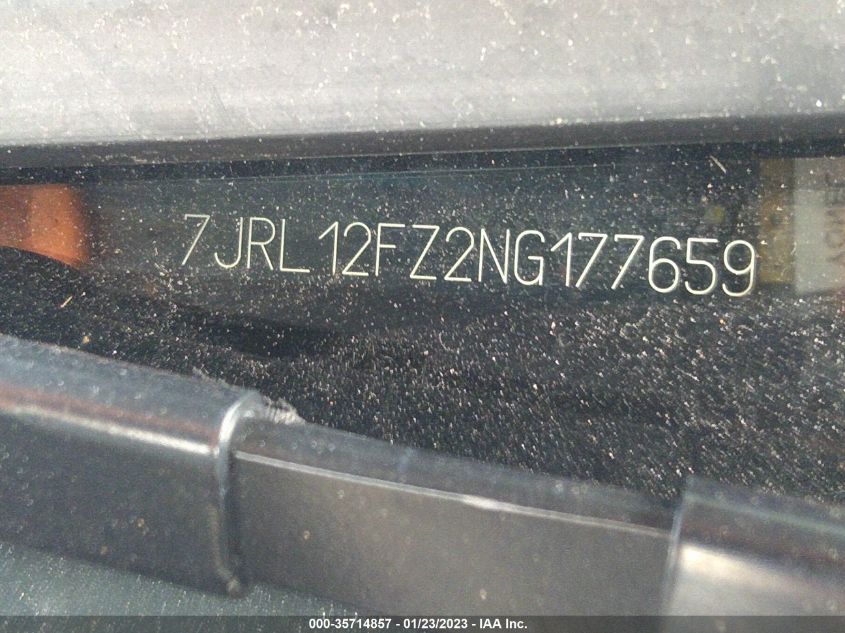 7JRL12FZ2NG177659
000-35714857 - 01/23/2023 - IAA Inc.